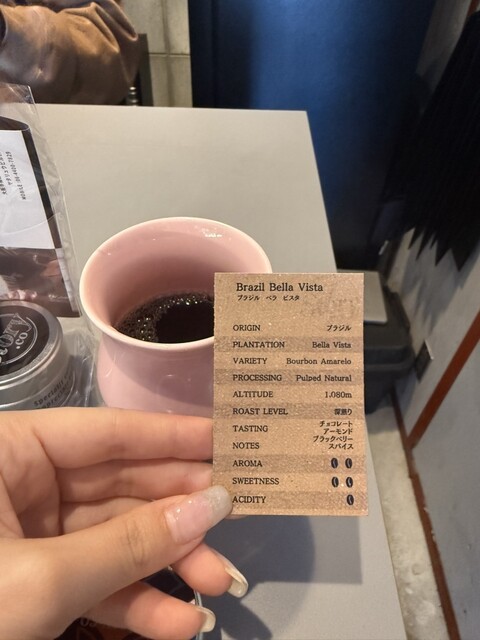 Brazil Bella Vista
ブラジル ベラ ビスタ
ORIGIN ブラジル
PLANTATION Bella Vista
VARIETY Bourbon Amarelo
PROCESSING Pulped Natural
ALTITUDE 1,080m
ROAST LEVEL 深煎り
TASTING NOTES チョコレート
アーモンド
ブラックベリー
スパイス
AROMA
SWEETNESS
ACIDITY